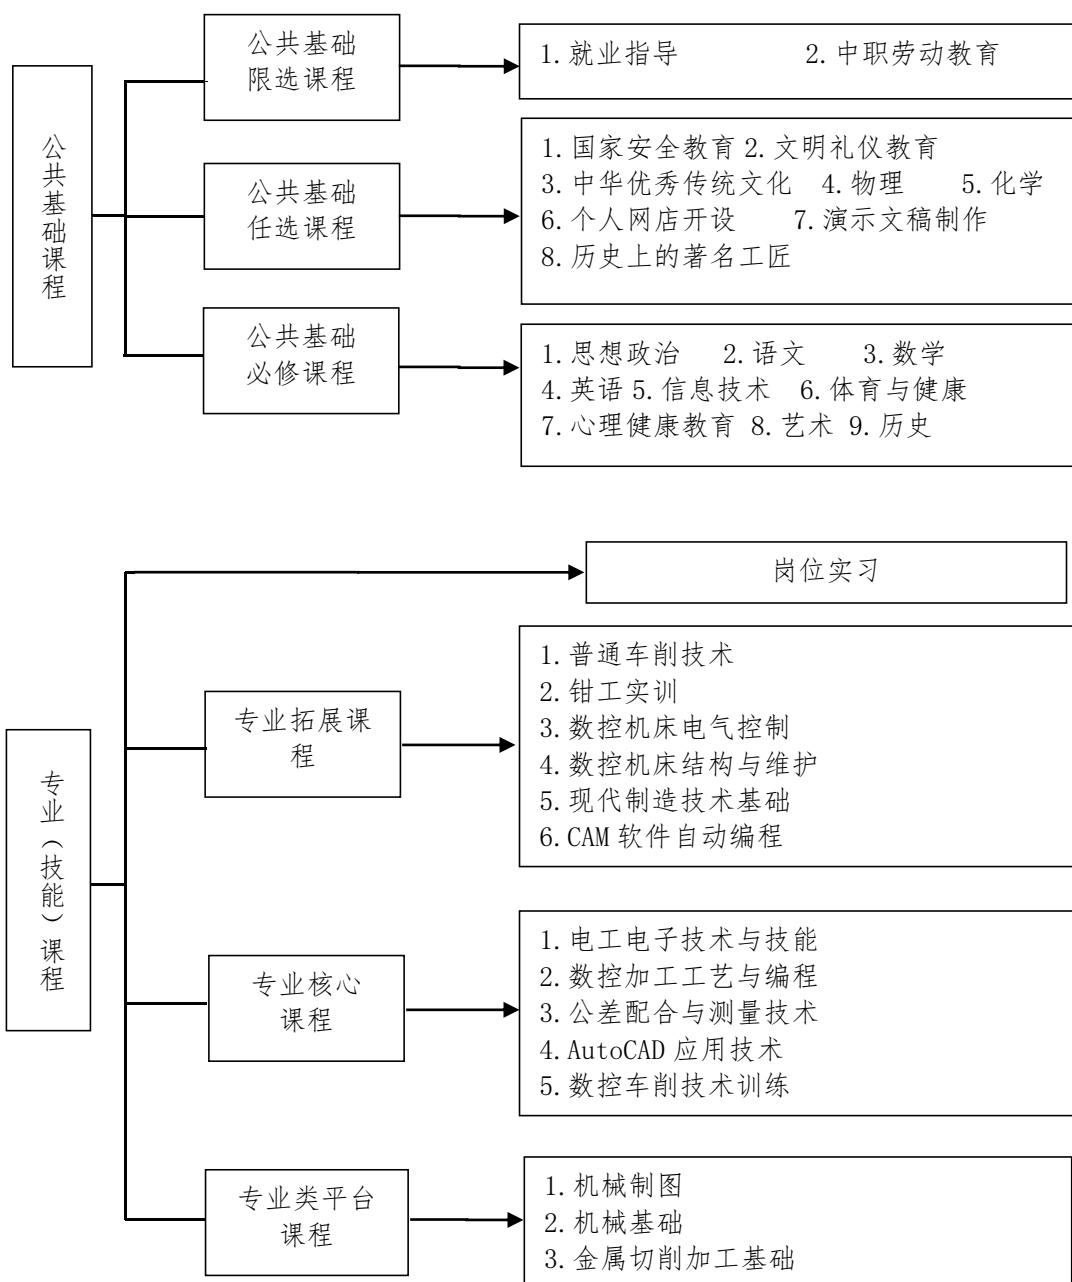 公共基础课程
公共基础
限选课程
1.就业指导 2.中职劳动教育
公共基础
任选课程
1.国家安全教育 2.文明礼仪教育
3.中华优秀传统文化 4.物理 5.化学
6.个人网店开设 7.演示文稿制作
8.历史上的著名工匠
公共基础
必修课程
1.思想政治 2.语文 3.数学
4.英语 5.信息技术 6.体育与健康
7.心理健康教育 8.艺术 9.历史
专业（技能）课程
岗位实习
专业拓展课
程
1.普通车削技术
2.钳工实训
3.数控机床电气控制
4.数控机床结构与维护
5.现代制造技术基础
6.CAM 软件自动编程
专业核心
课程
1.电工电子技术与技能
2.数控加工工艺与编程
3.公差配合与测量技术
4.AutoCAD 应用技术
5.数控车削技术训练
专业类平台
课程
1.机械制图
2.机械基础
3.金属切削加工基础